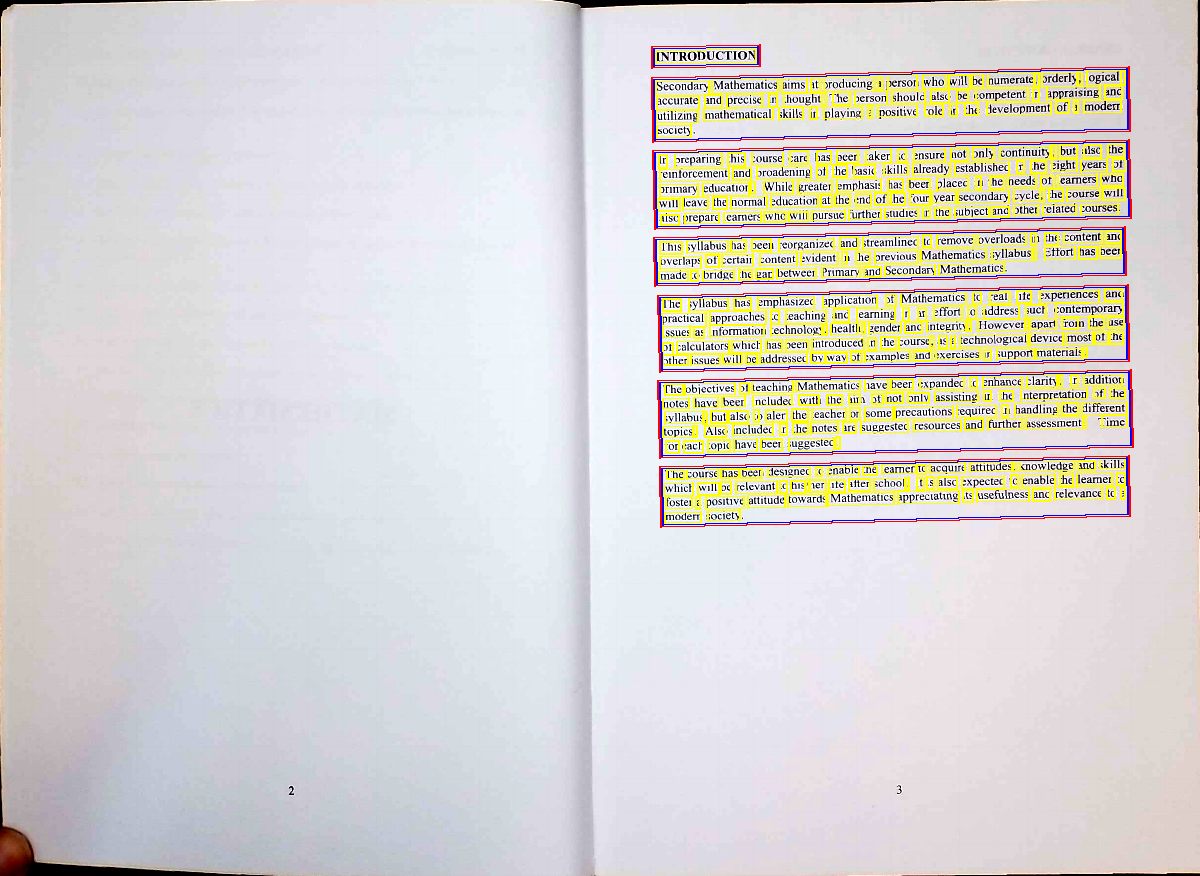 2
INTRODUCTION
Secondary Mathematics aims at producing a person who will be numerate, orderly, logical
accurate and precise in thought. The person should also be competent in appraising and
utilizing mathematical skills in playing a positive role in the development of a modern
society.
In preparing this course care has been taken to ensure not only continuity, but also the
reinforcement and broadening of the basic skills already established in the eight years of
primary education. While greater emphasis has been placed in the needs of learners who
will leave the normal education at the end of the four year secondary cycle, the course will
also prepare learners who will pursue further studies in the subject and other related courses.
This syllabus has been reorganized and streamlined to remove overloads in the content and
overlaps of certain content evident in the previous Mathematics syllabus. Effort has been
made to bridge the gap between Primary and Secondary Mathematics.
The syllabus has emphasized application of Mathematics to real life experiences and
practical approaches to teaching and learning in an effort to address such contemporary
issues as information technology, health, gender and integrity. However apart from the use
of calculators which has been introduced in the course, as a technological device most of the
other issues will be addressed by way of examples and exercises in support materials.
The objectives of teaching Mathematics have been expanded to enhance clarity. In addition
notes have been included with the aim of not only assisting in the interpretation of the
syllabus, but also to alert the teacher on some precautions required in handling the different
topics. Also included in the notes are suggested resources and further assessment. Time
for each topic have been suggested.
The course has been designed to enable the learner to acquire attitudes, knowledge and skills
which will be relevant to his/her life after school. It is also expected to enable the learner to
foster a positive attitude towards Mathematics appreciating its usefulness and relevance to a
modern society.
3